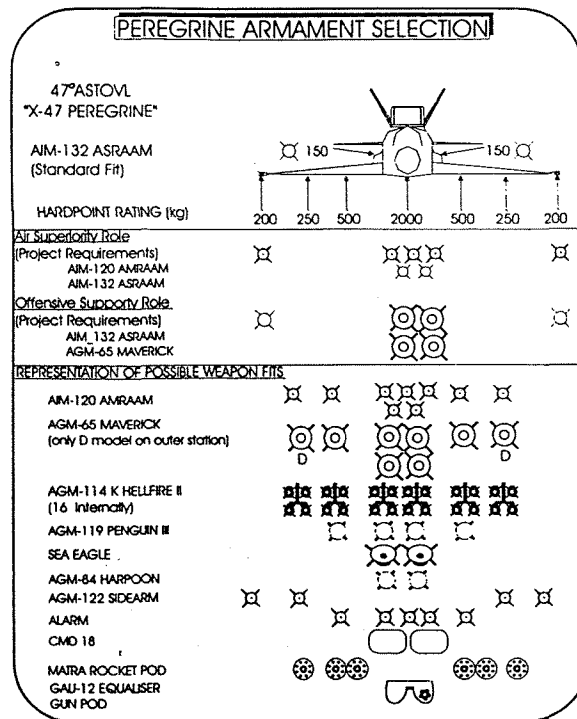 PEREGRINE ARMAMENT SELECTION
47°ASTOVL
"X-47 PEREGRINE"
AIM-132 ASRAAM
(Standard Fit)
150
150
HARDPOINT RATING (kg)
200 250 500 2000 500 250 200
Air Superiority Role
(Project Requirements)
AIM-120 AMRAAM
AIM-132 ASRAAM
Offensive Supporty Role
(Project Requirements)
AIM_132 ASRAAM
AGM-65 MAVERICK
REPRESENTATION OF POSSIBLE WEAPON FITS
AIM-120 AMRAAM
AGM-65 MAVERICK
(only D model on outer station)
D D
AGM-114 K HELLFIRE II
(16 Internally)
AGM-119 PENGUIN III
SEA EAGLE
AGM-84 HARPOON
AGM-122 SIDEARM
ALARM
CMD 18
MATRA ROCKET POD
GAU-12 EQUALISER
GUN POD